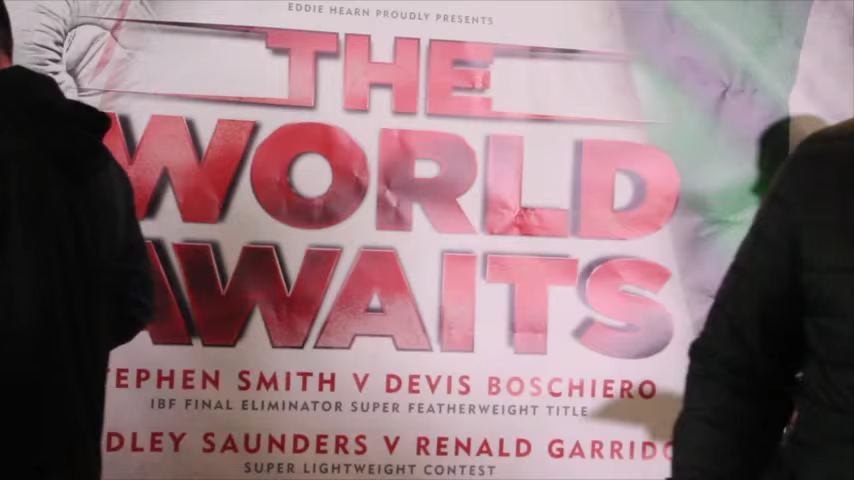 EDDIE HEARN PROUDLY PRESENTS
THE
WORLD
AWAITS
EPHEN SMITH V DEVIS BOSCHIERO
IBF FINAL ELIMINATOR SUPER FEATHERWEIGHT TITLE
DLEY SAUNDERS V RENALD GARRIDO
SUPER LIGHTWEIGHT CONTEST